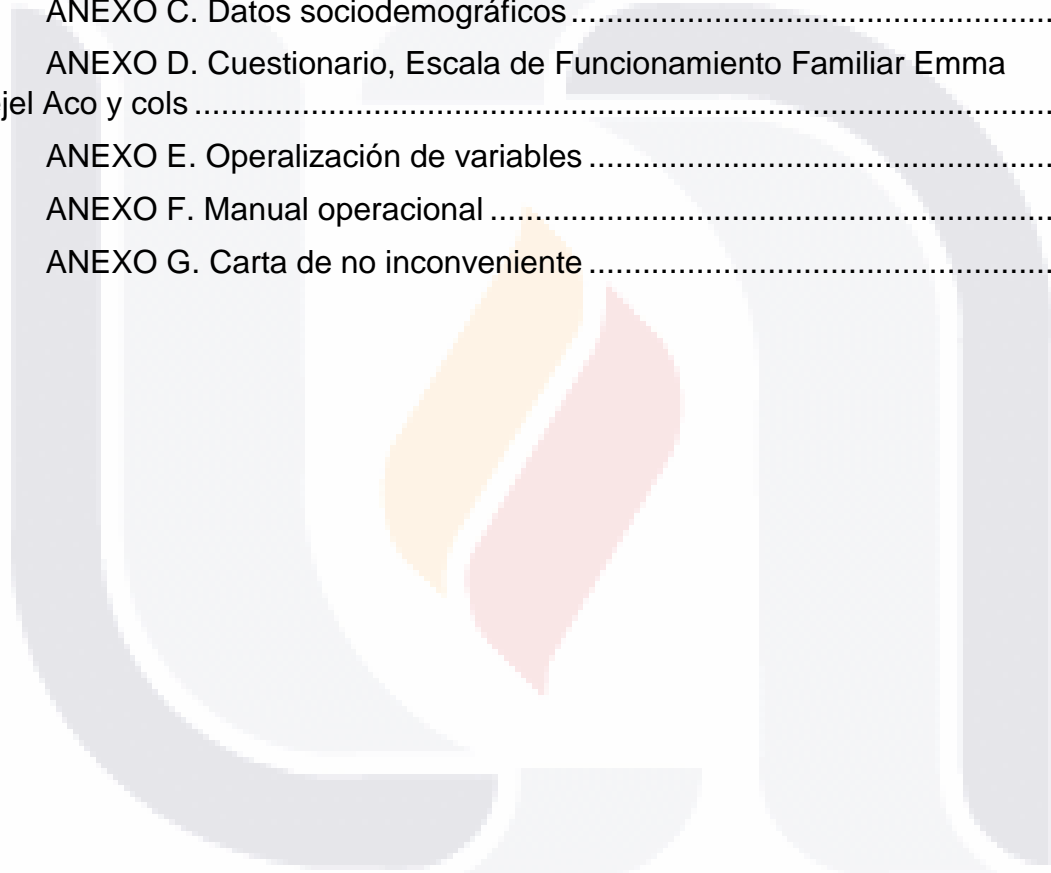 ANEXO C. Datos sociodemográficos ....................................................
ANEXO D. Cuestionario, Escala de Funcionamiento Familiar Emma
jel Aco y cols ....................................................................................................
ANEXO E. Operalización de variables ..................................................
ANEXO F. Manual operacional .............................................................
ANEXO G. Carta de no inconveniente ..................................................